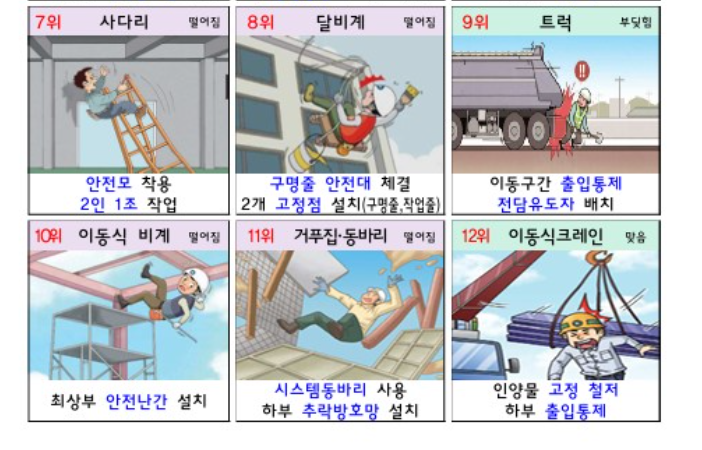 7위 사다리 떨어짐
안전모 착용
2인 1조 작업
8위 달비계 떨어짐
구명줄 안전대 체결
2개 고정점 설치(구명줄,작업줄)
9위 트럭 부딪힘
!!
이동구간 출입통제
전담유도자 배치
10위 이동식 비계 떨어짐
최상부 안전난간 설치
11위 거푸집·동바리 떨어짐
시스템동바리 사용
하부 추락방호망 설치
12위 이동식크레인 맞음
인양물 고정 철저
하부 출입통제